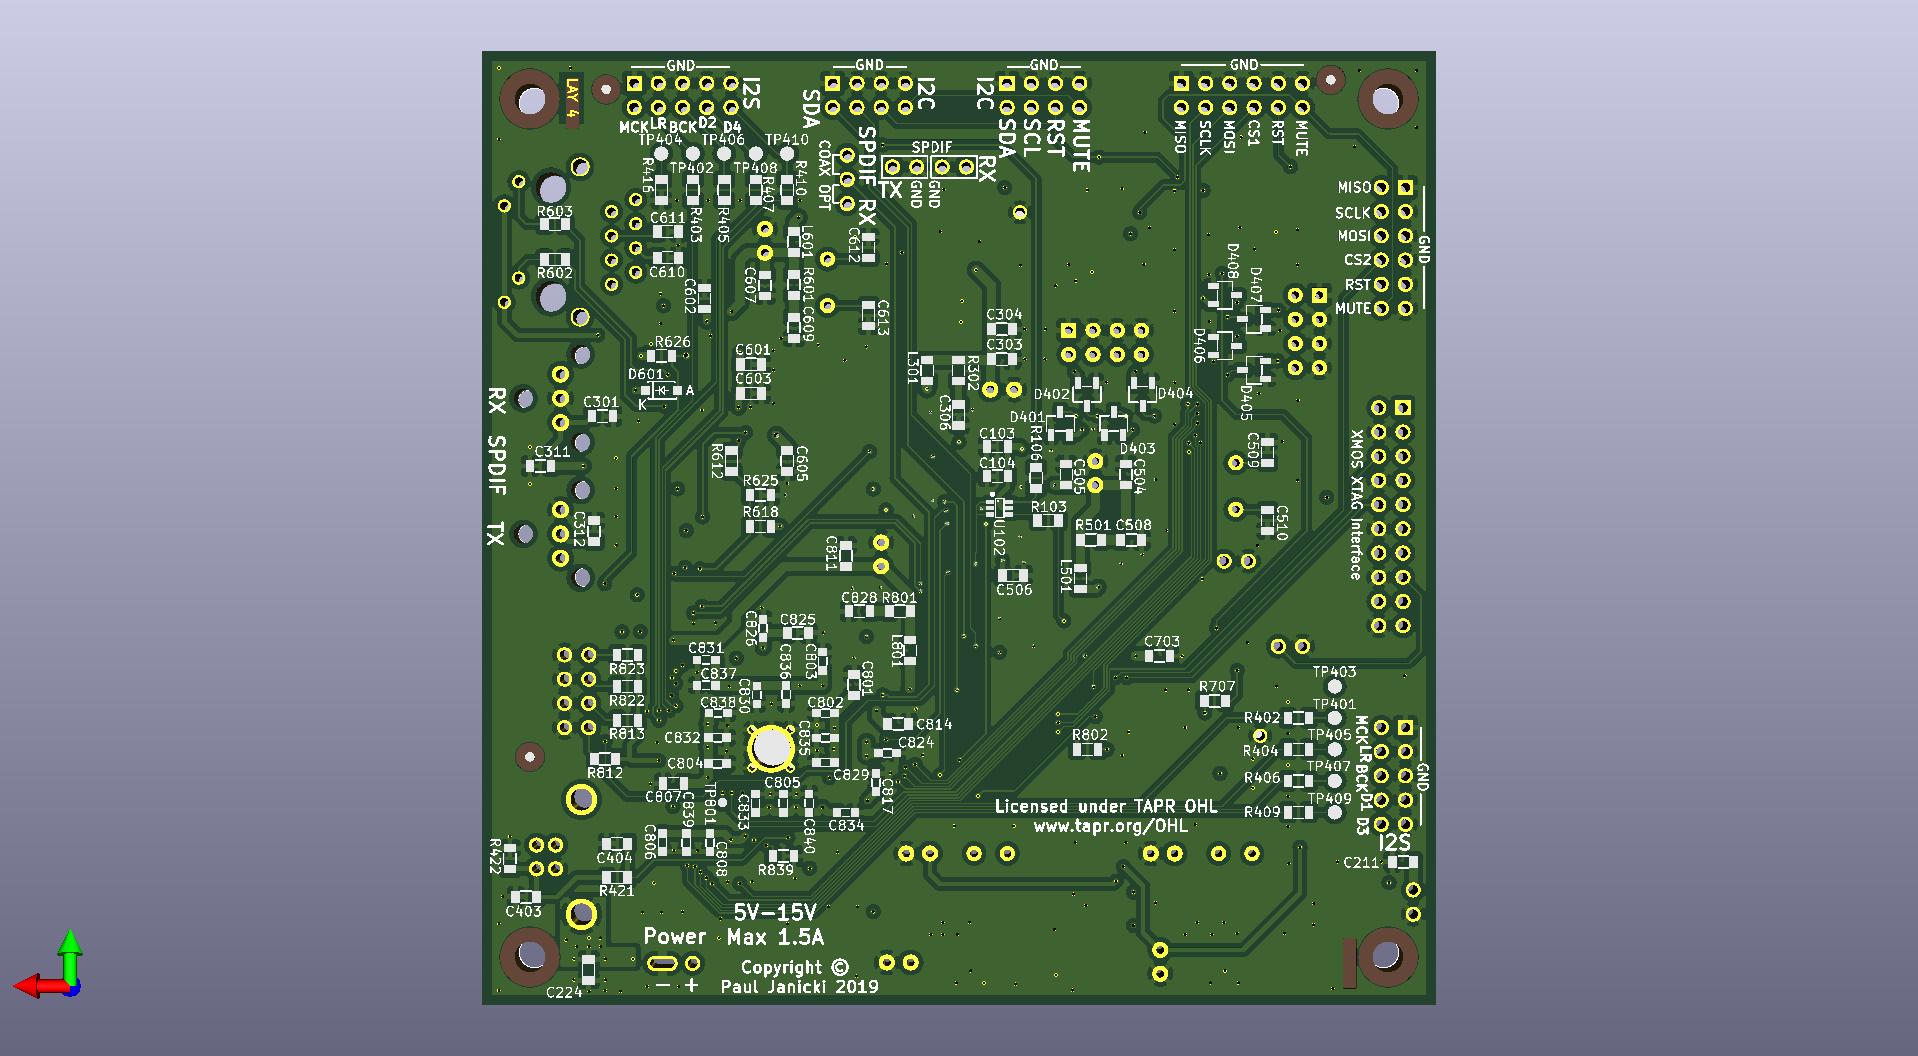 GND
GND
GND
GND
LAY 4
I2S
I2C
I2C
SDA
MCK LR BCK D2 D4
SDA
SCL
RST
MUTE
MISO
SCLK
MOSI
CS1
RST
MUTE
TP404
TP406
TP410
TP402
TP408
COAX
OPT
SPDIF RX
SPDIF
TX
RX
GND
GND
R415
R403
R405
R407
R410
MISO
SCLK
MOSI
CS2
RST
MUTE
GND
R603
C611
L601
C612
R602
C610
C602
C607
R601
C609
C613
D408
D407
D406
D405
C304
C303
R626
C601
C603
D601
A
K
L301
R302
C306
D402
D404
D401
D403
RX
SPDIF
TX
C301
C311
C312
C103
C104
R106
C505
C504
C509
C510
XMOS XTAG Interface
R612
C605
R625
R618
R103
U102
R501
C508
C811
C506
L501
C828
R801
C826
C825
L801
C831
C836
C803
C837
C801
C703
R823
R822
R813
C830
C838
C802
C814
R707
TP403
TP401
R402
TP405
R404
TP407
R406
TP409
R409
MCK
LR
BCK
D1
D3
GND
I2S
C832
C835
C824
R802
R812
C804
C805
C829
C817
C807
C839
TP801
C833
C834
C840
Licensed under TAPR OHL
www.tapr.org/OHL
C806
C808
R839
R422
C404
R421
C403
C211
5V-15V
Power Max 1.5A
Copyright ©
Paul Janicki 2019
− +
C224